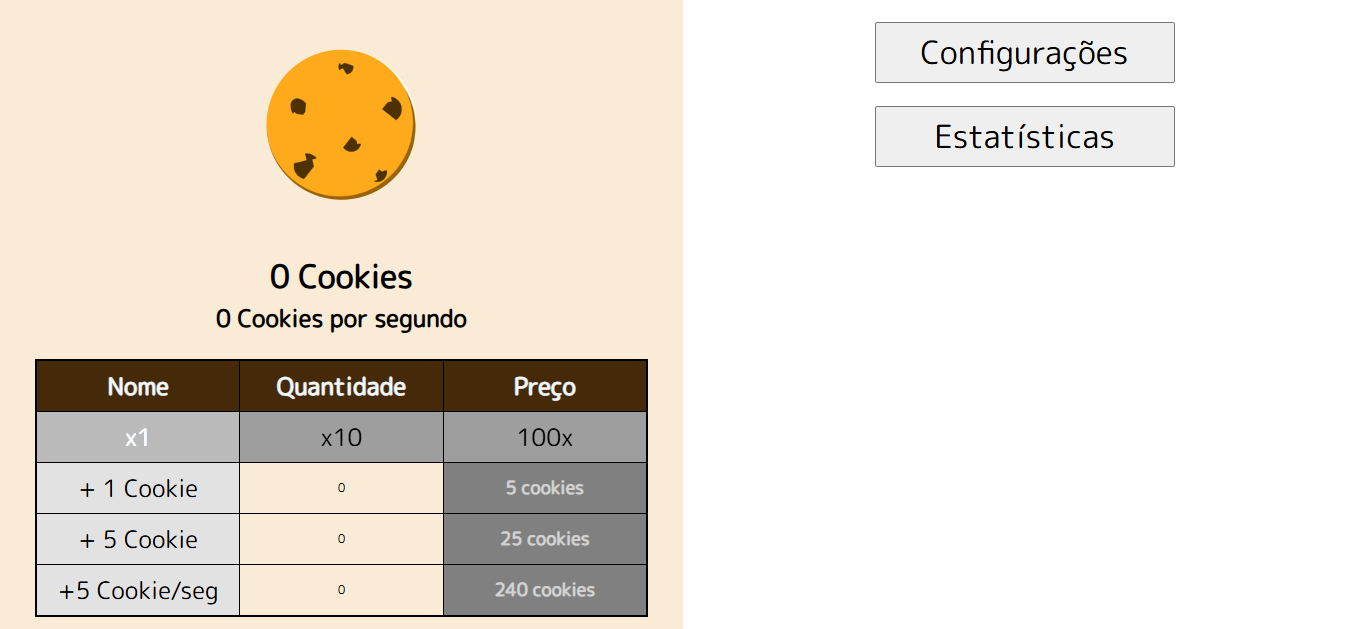 Configurações
Estatísticas
0 Cookies
0 Cookies por segundo
Nome Quantidade Preço
x1 x10 100x
+ 1 Cookie 0 5 cookies
+ 5 Cookie 0 25 cookies
+5 Cookie/seg 0 240 cookies